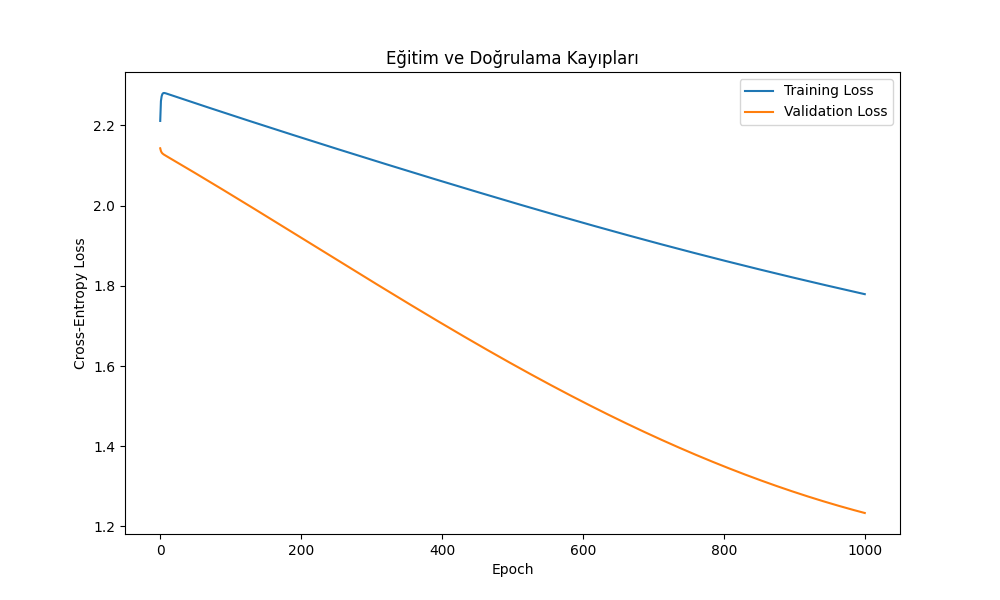 Eğitim ve Doğrulama Kayıpları
Training Loss
Validation Loss
Cross-Entropy Loss
2.2
2.0
1.8
1.6
1.4
1.2
0 200 400 600 800 1000
Epoch